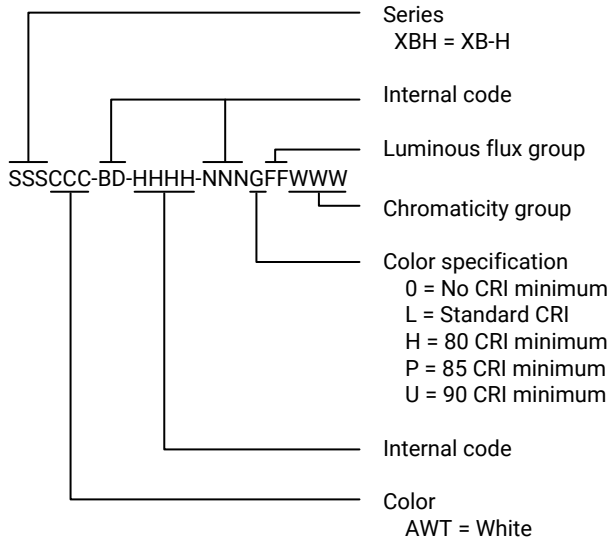 Series
XBH = XB-H
Internal code
Luminous flux group
SSSCCC-BD-HHHH-NNNGFFWWW
Chromaticity group
Color specification
0 = No CRI minimum
L = Standard CRI
H = 80 CRI minimum
P = 85 CRI minimum
U = 90 CRI minimum
Internal code
Color
AWT = White